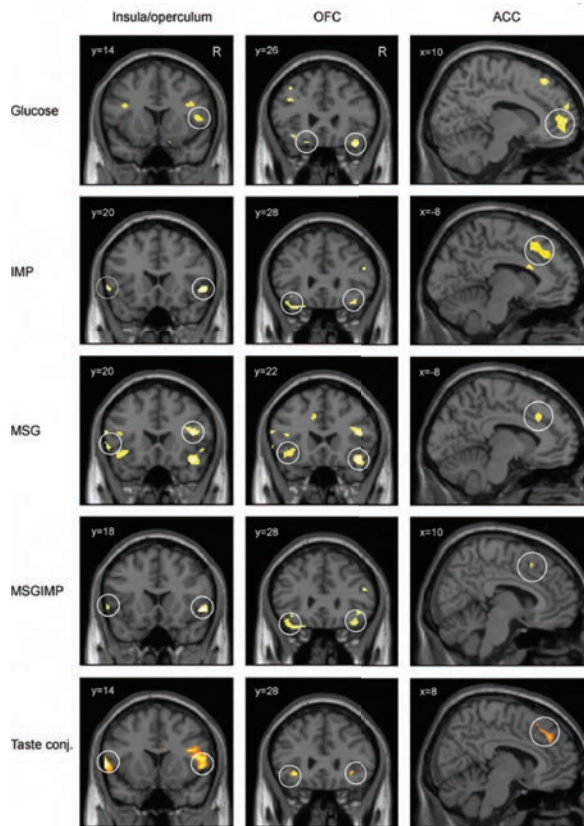 Insula/operculum OFC ACC
y=14 R y=26 R x=10
Glucose
y=20 y=28 x=-8
IMP
y=20 y=22 x=-8
MSG
y=18 y=28 x=10
MSGIMP
y=14 y=28 x=8
Taste conj.